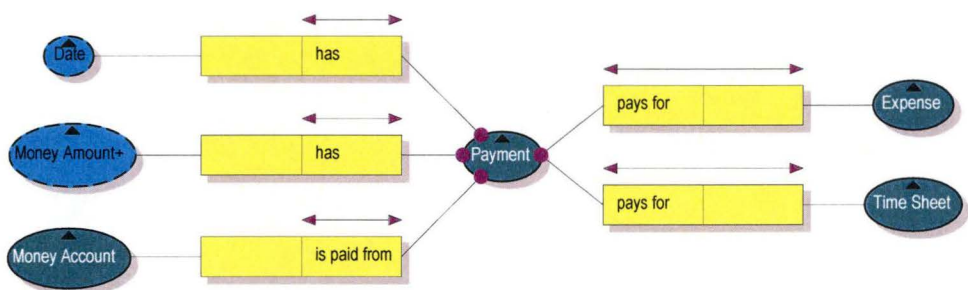 has
Date
pays for
Expense
has
Money Amount+
Payment
pays for
Time Sheet
Money Account
is paid from